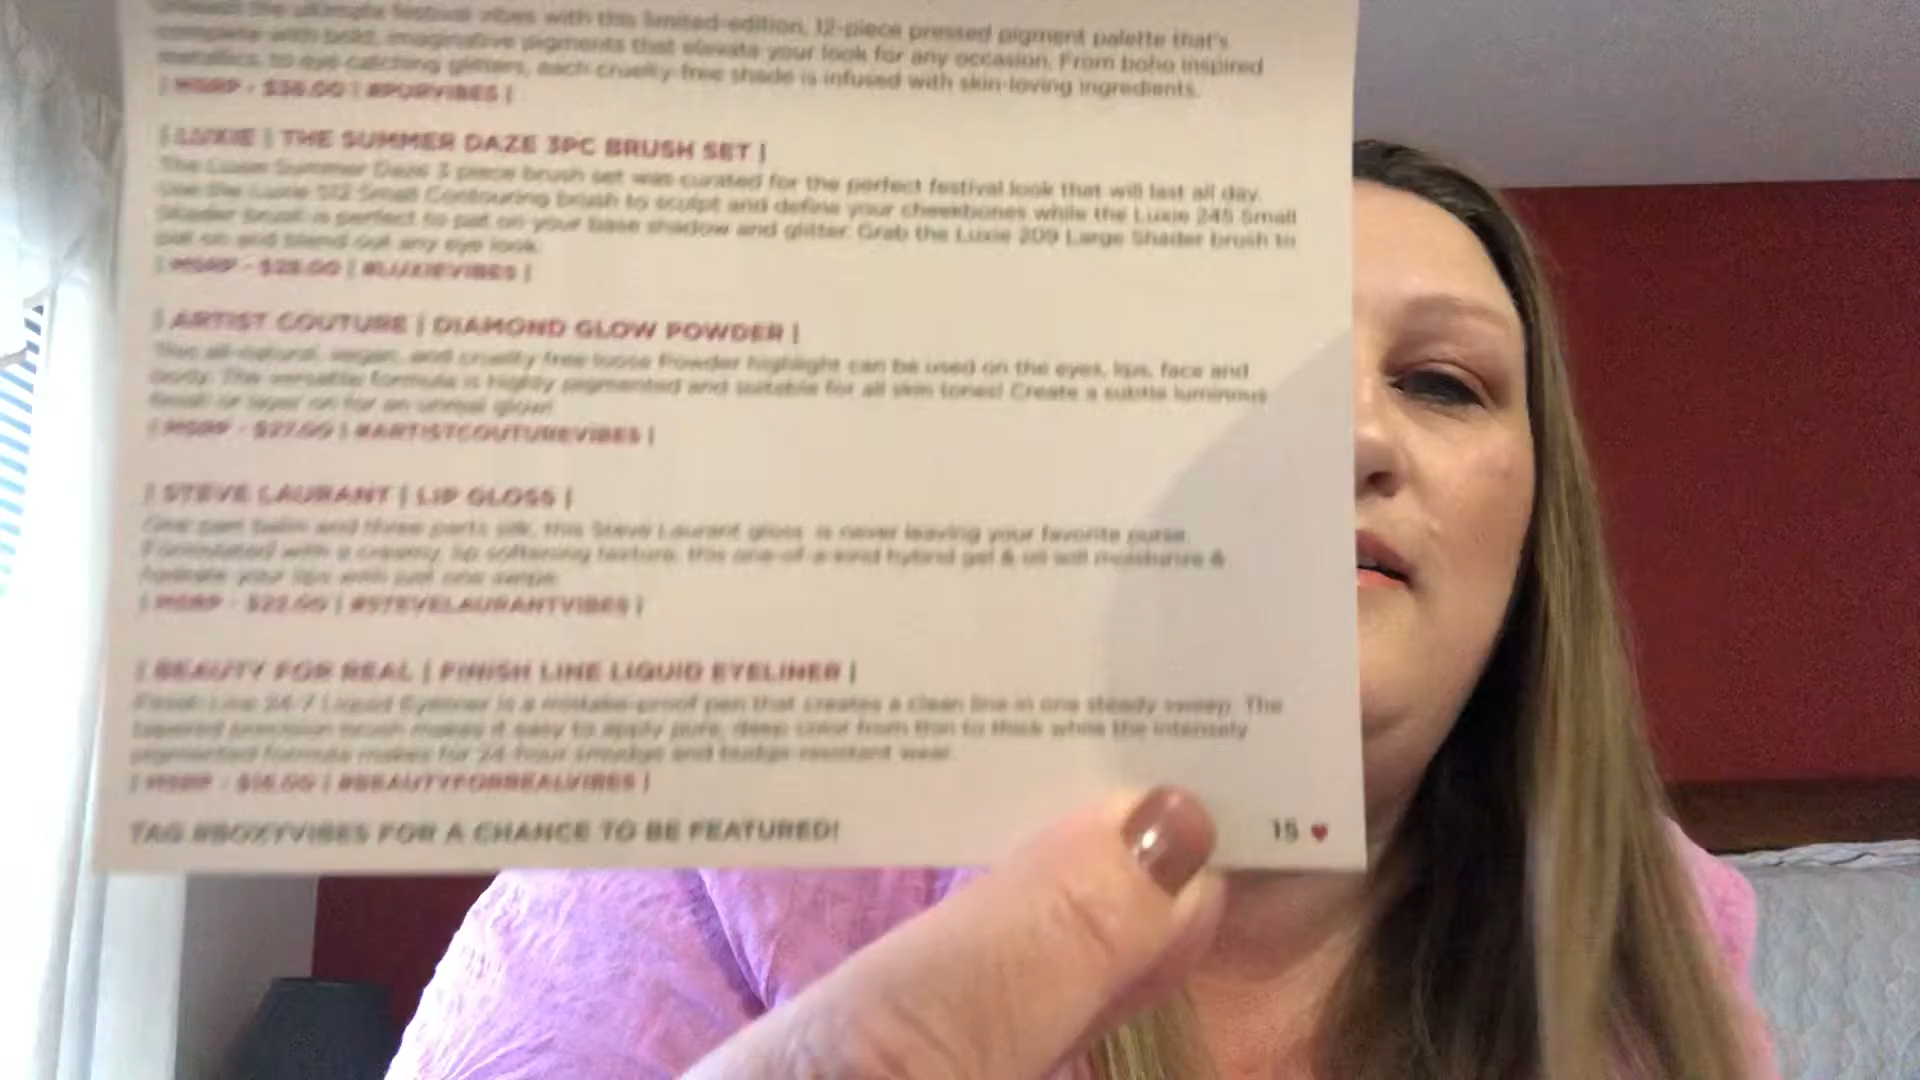 the ultimate festival vibes with this limited-edition, 12-piece pressed pigment palette that's
complete with bold, imaginative pigments that elevate your look for any occasion. From boho inspired
metallics, to eye-catching glitters, each cruelty-free shade is infused with skin-loving ingredients.
| MSRP - $36.00 | #PURVIBES |
| LUXIE | THE SUMMER DAZE 3PC BRUSH SET |
The Luxie Summer Daze 3 piece brush set was curated for the perfect festival look that will last all day.
Use the Luxie 512 Small Contouring brush to sculpt and define your cheekbones while the Luxie 245 Small
Shader brush is perfect to pat on your base shadow and glitter. Grab the Luxie 209 Large Shader brush to
pat on and blend out any eye look.
| MSRP - $28.00 | #LUXIEVIBES |
| ARTIST COUTURE | DIAMOND GLOW POWDER |
This all-natural, vegan, and cruelty free loose Powder highlight can be used on the eyes, lips, face and
body. The versatile formula is highly pigmented and suitable for all skin tones! Create a subtle luminous
finish or layer on for an unreal glow!
| MSRP - $27.00 | #ARTISTCOUTUREVIBES |
| STEVE LAURANT | LIP GLOSS |
One part balm and three parts silk, this Steve Laurant gloss is never leaving your favorite purse.
Formulated with a creamy, lip softening texture, this one-of-a-kind hybrid gel & oil will moisturize &
hydrate your lips with just one swipe.
| MSRP - $22.00 | #STEVELAURANTVIBES |
| BEAUTY FOR REAL | FINISH LINE LIQUID EYELINER |
Finish Line 24-7 Liquid Eyeliner is a mistake-proof pen that creates a clean line in one steady sweep. The
tapered precision brush makes it easy to apply pure, deep color from thin to thick while the intensely
pigmented formula makes for 24-hour smudge and budge-resistant wear.
| MSRP - $16.00 | #BEAUTYFORREALVIBES |
TAG #BOXYVIBES FOR A CHANCE TO BE FEATURED!
15 ♥